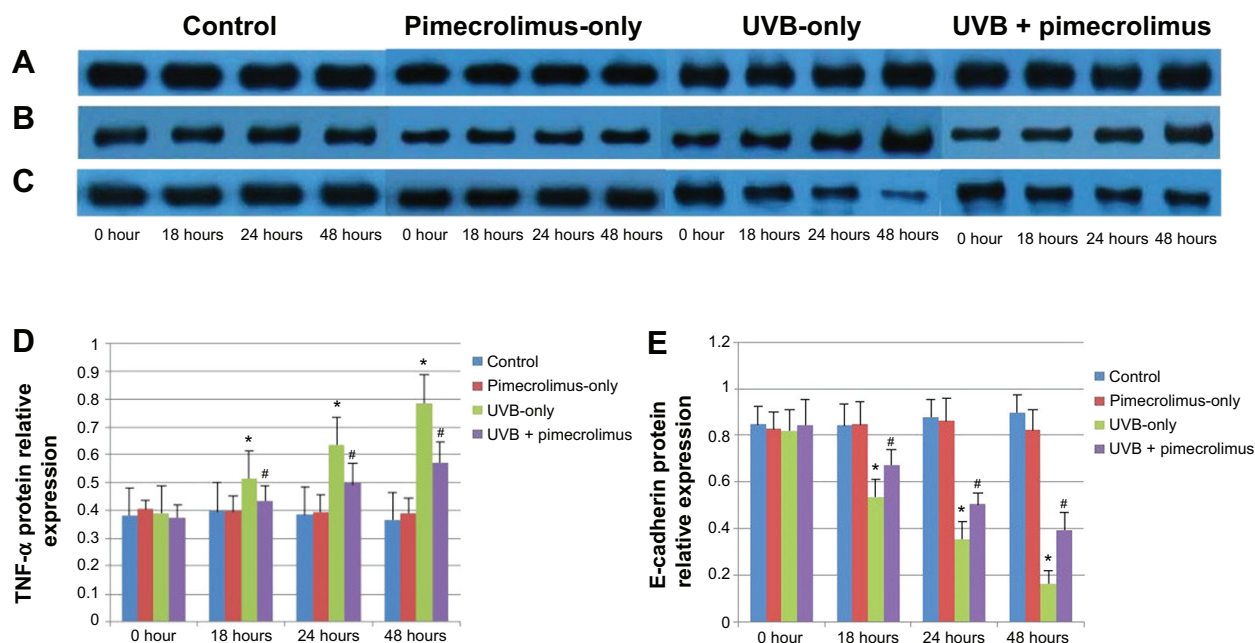 Control Pimecrolimus-only UVB-only UVB + pimecrolimus
A
B
C
0 hour 18 hours 24 hours 48 hours 0 hour 18 hours 24 hours 48 hours 0 hour 18 hours 24 hours 48 hours 0 hour 18 hours 24 hours 48 hours
D
TNF-α protein relative
expression
1
0.9
0.8
0.7
0.6
0.5
0.4
0.3
0.2
0.1
0
* # * # * #
0 hour 18 hours 24 hours 48 hours
Control
Pimecrolimus-only
UVB-only
UVB + pimecrolimus
E
E-cadherin protein
relative expression
1.2
1
0.8
0.6
0.4
0.2
0
* # * # * #
0 hour 18 hours 24 hours 48 hours
Control
Pimecrolimus-only
UVB-only
UVB + pimecrolimus